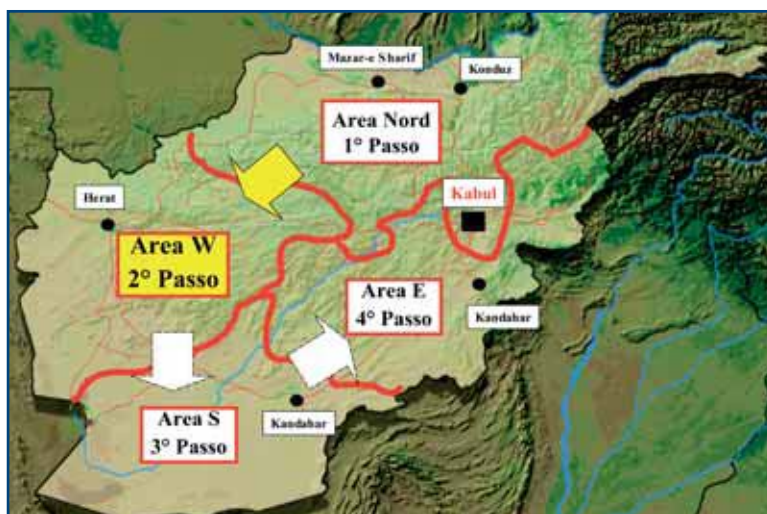 Mazar-e Sharif
Konduz
Area Nord
1° Passo
Kabul
Herat
Area W
2° Passo
Area E
4° Passo
Kandahar
Area S
3° Passo
Kandahar